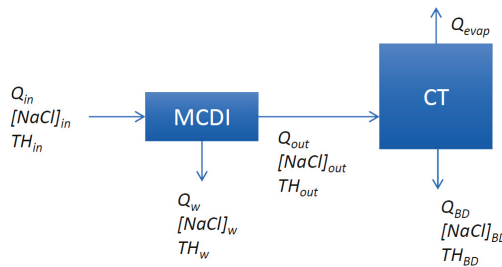 Q_evap
CT
Q_in
[NaCl]_in
TH_in
MCDI
Q_out
[NaCl]_out
TH_out
Q_w
[NaCl]_w
TH_w
Q_BD
[NaCl]_BD
TH_BD